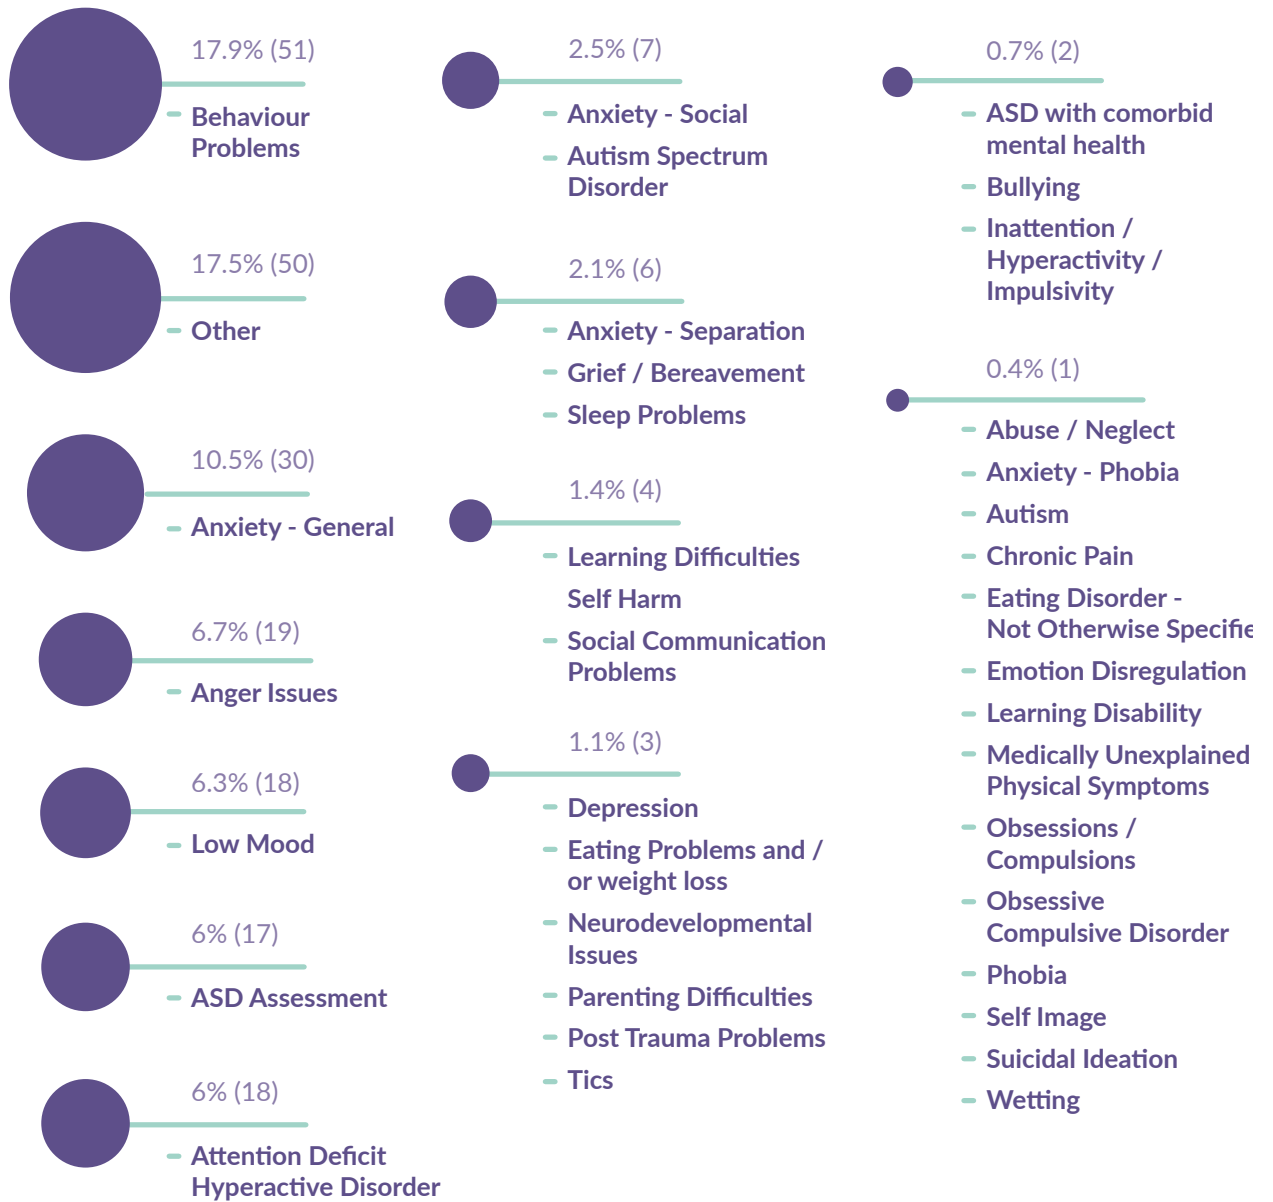 17.9% (51)
Behaviour
Problems
17.5% (50)
Other
10.5% (30)
Anxiety - General
6.7% (19)
Anger Issues
6.3% (18)
Low Mood
6% (17)
ASD Assessment
6% (18)
Attention Deficit
Hyperactive Disorder
2.5% (7)
Anxiety - Social
Autism Spectrum
Disorder
2.1% (6)
Anxiety - Separation
Grief / Bereavement
Sleep Problems
1.4% (4)
Learning Difficulties
Self Harm
Social Communication
Problems
1.1% (3)
Depression
Eating Problems and /
or weight loss
Neurodevelopmental
Issues
Parenting Difficulties
Post Trauma Problems
Tics
0.7% (2)
ASD with comorbid
mental health
Bullying
Inattention /
Hyperactivity /
Impulsivity
0.4% (1)
Abuse / Neglect
Anxiety - Phobia
Autism
Chronic Pain
Eating Disorder -
Not Otherwise Specifie
Emotion Disregulation
Learning Disability
Medically Unexplained
Physical Symptoms
Obsessions /
Compulsions
Obsessive
Compulsive Disorder
Phobia
Self Image
Suicidal Ideation
Wetting